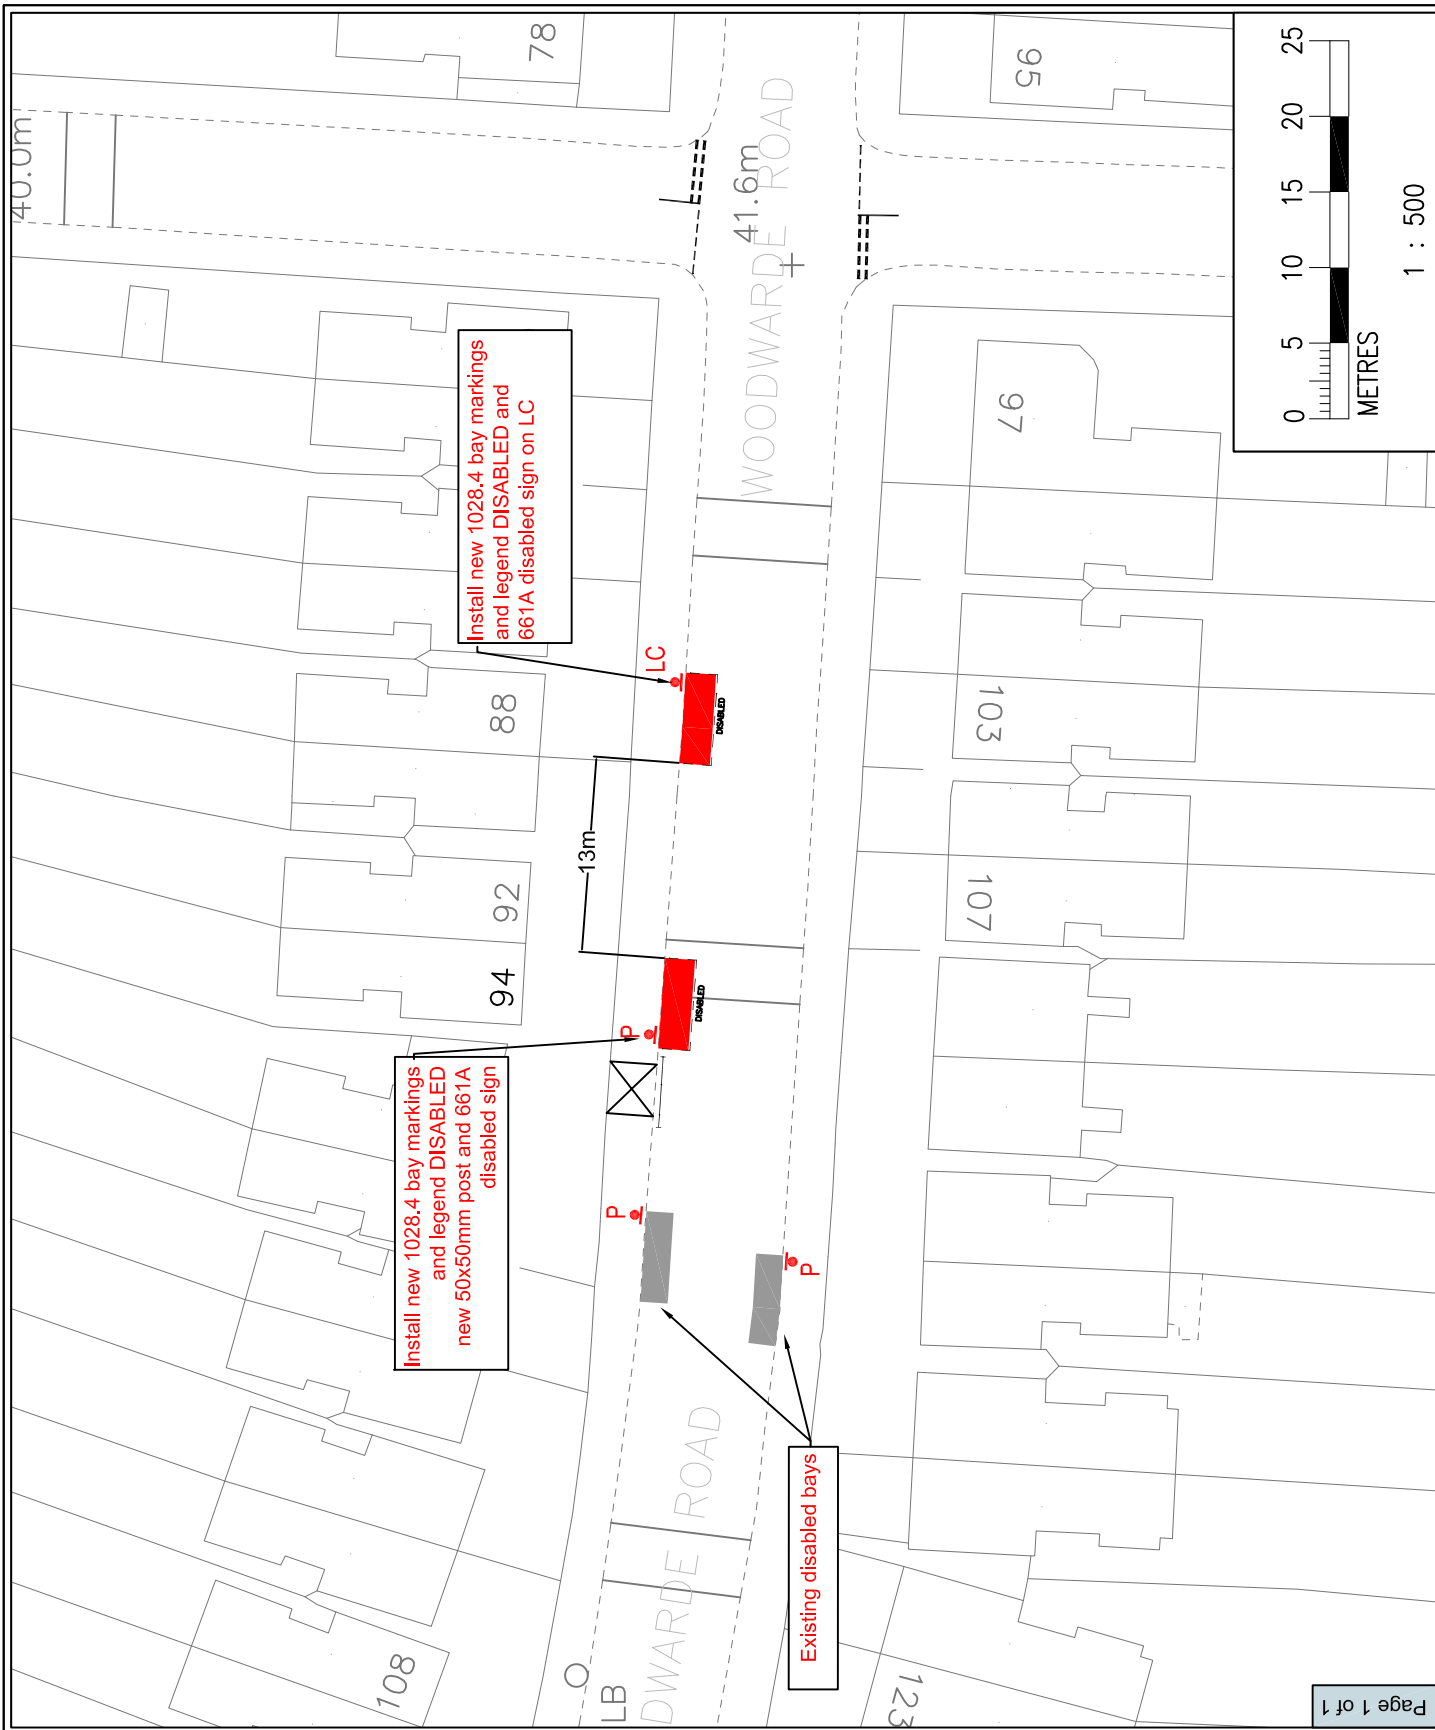 40.0m
78
95
WOODWARDE ROAD
41.6m
Install new 1028.4 bay markings
and legend DISABLED and
661A disabled sign on LC
LC
DISABLED
88
97
103
13m
92
94
107
P
DISABLED
Install new 1028.4 bay markings
and legend DISABLED
new 50x50mm post and 661A
disabled sign
P
P
Existing disabled bays
DWARDE ROAD
LB
108
123
0 5 10 15 20 25
METRES
1 : 500
Page 1 of 1